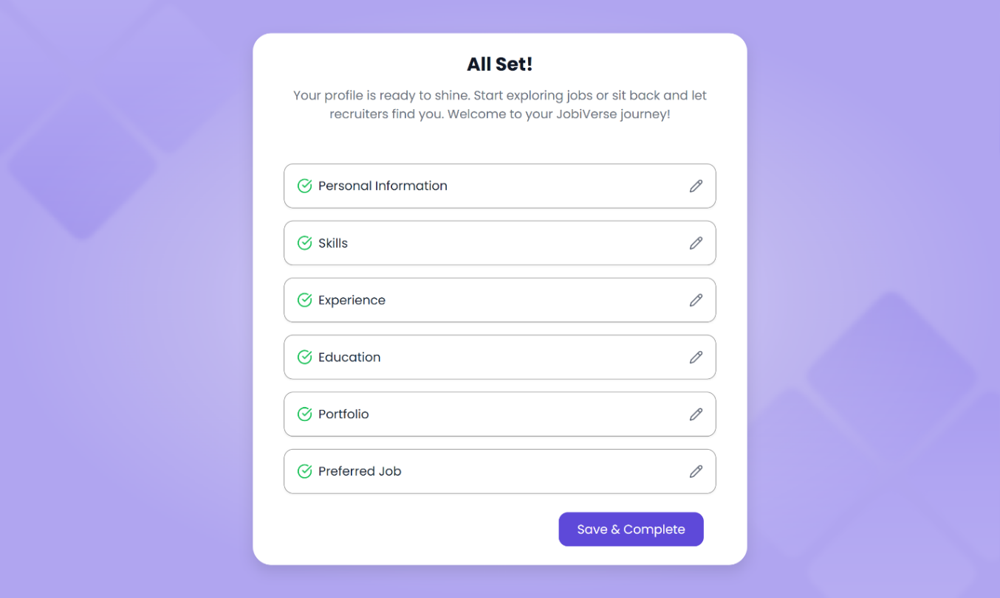 All Set!
Your profile is ready to shine. Start exploring jobs or sit back and let
recruiters find you. Welcome to your JobiVerse journey!
Personal Information
Skills
Experience
Education
Portfolio
Preferred Job
Save & Complete